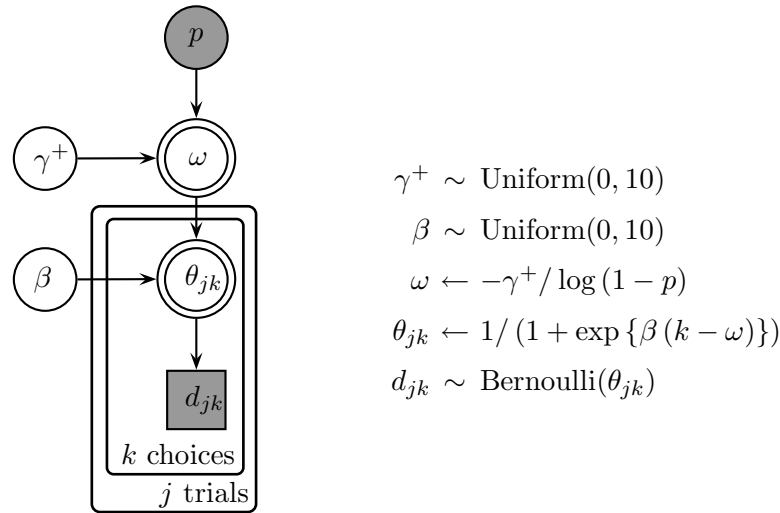 p
γ⁺
ω
β
θ_jk
d_jk
k choices
j trials
γ⁺ ∼ Uniform(0, 10)
β ∼ Uniform(0, 10)
ω ← −γ⁺/ log (1 − p)
θ_jk ← 1/ (1 + exp {β (k − ω)})
d_jk ∼ Bernoulli(θ_jk)